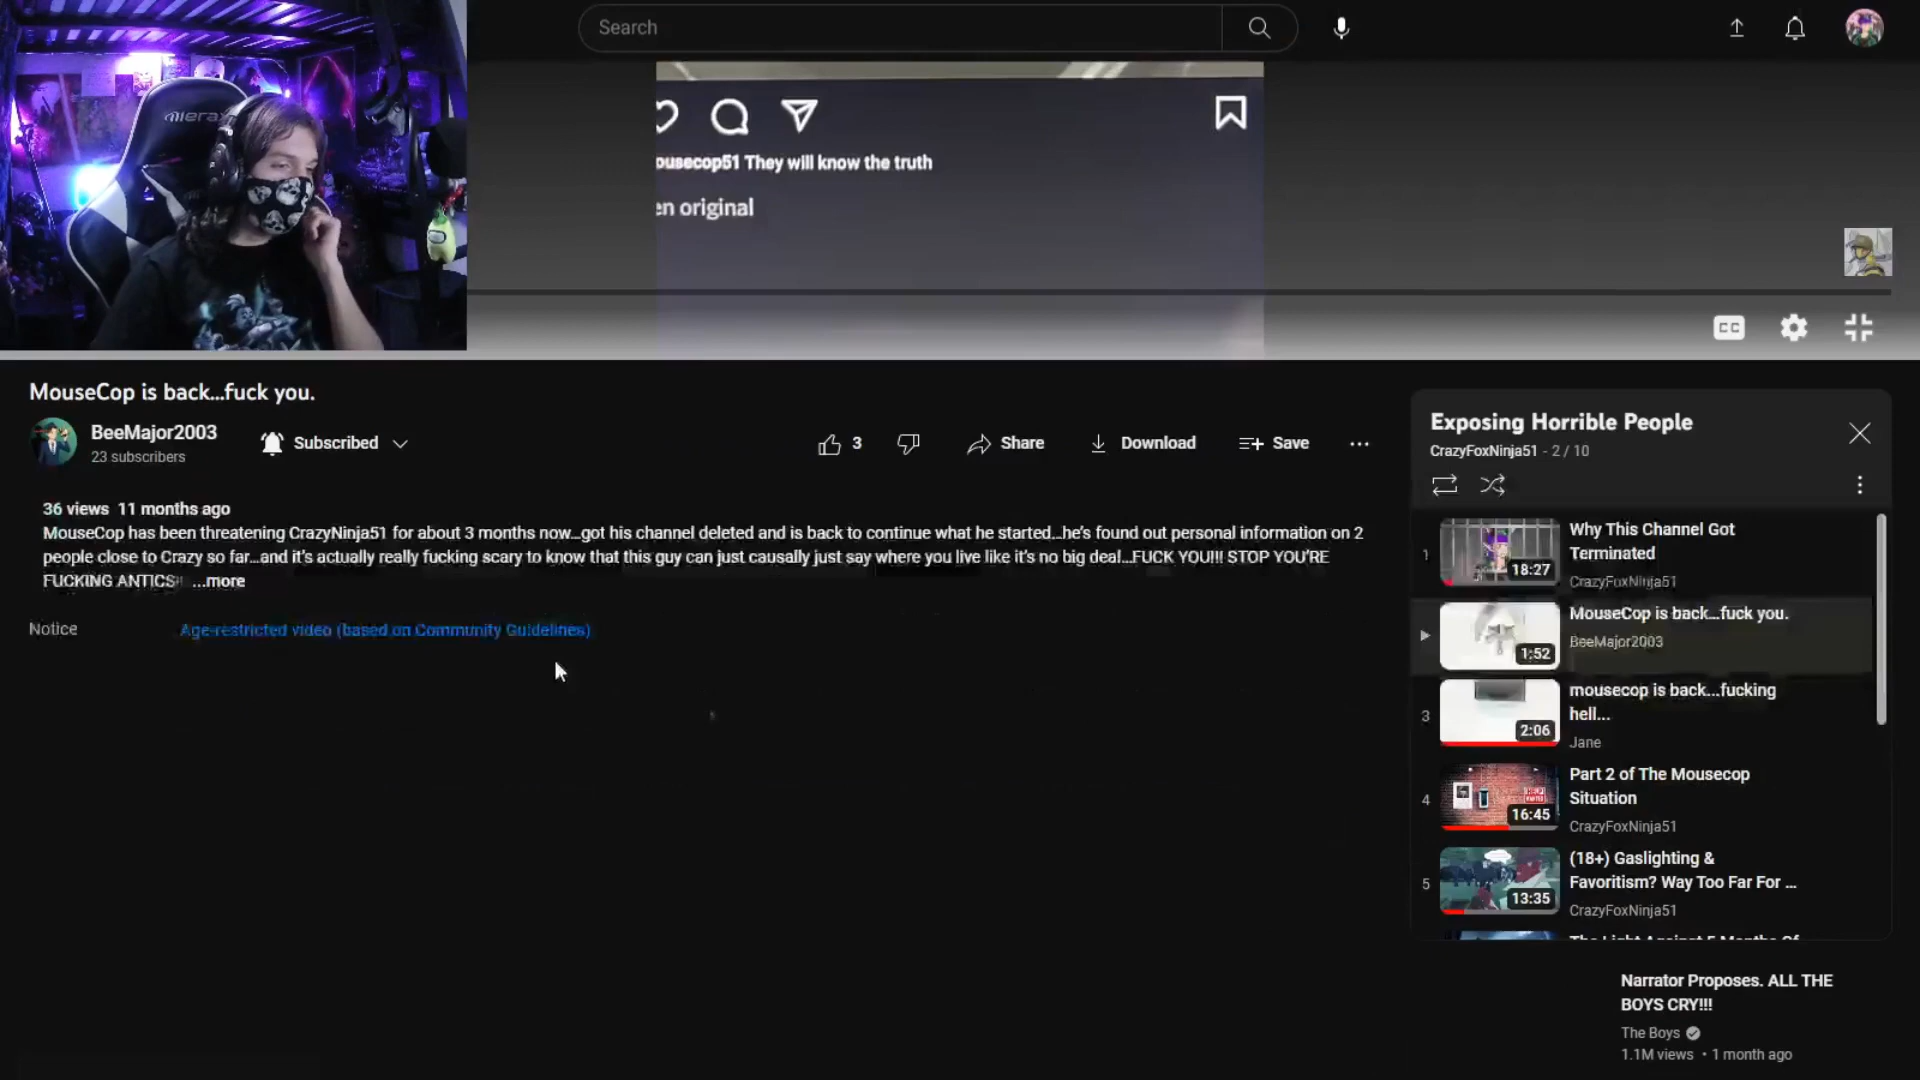 Search
ousecop51 They will know the truth
en original
CC
MouseCop is back...fuck you.
BeeMajor2003
23 subscribers
Subscribed
3
Share
Download
Save
36 views 11 months ago
MouseCop has been threatening CrazyNinja51 for about 3 months now...got his channel deleted and is back to continue what he started...he's found out personal information on 2
people close to Crazy so far...and it's actually really fucking scary to know that this guy can just causally just say where you live like it's no big deal...FUCK YOU!!! STOP YOU'RE
FUCKING ANTICS! ...more
Notice
Age-restricted video (based on Community Guidelines)
Exposing Horrible People
CrazyFoxNinja51 - 2 / 10
1
18:27
Why This Channel Got
Terminated
CrazyFoxNinja51
1:52
MouseCop is back...fuck you.
BeeMajor2003
3
2:06
mousecop is back...fucking
hell...
Jane
4
16:45
Part 2 of The Mousecop
Situation
CrazyFoxNinja51
5
13:35
(18+) Gaslighting &
Favoritism? Way Too Far For ...
CrazyFoxNinja51
Narrator Proposes. ALL THE
BOYS CRY!!!
The Boys
1.1M views • 1 month ago